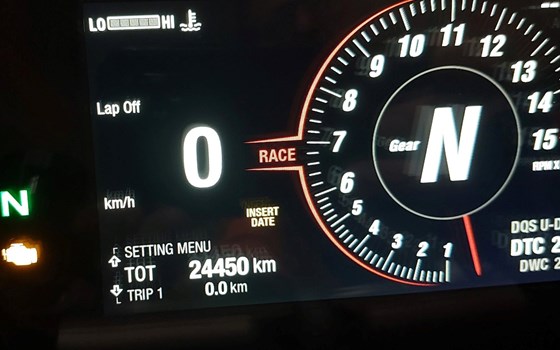 LO HI
11
10 12
9 13
8 14
7 15
6
5
4
3 2 1
RPM X
Lap Off
0
km/h
RACE
Gear N
INSERT
DATE
N
SETTING MENU
TOT 24450 km
TRIP 1 0.0 km
DQS U-D
DTC 2
DWC 2